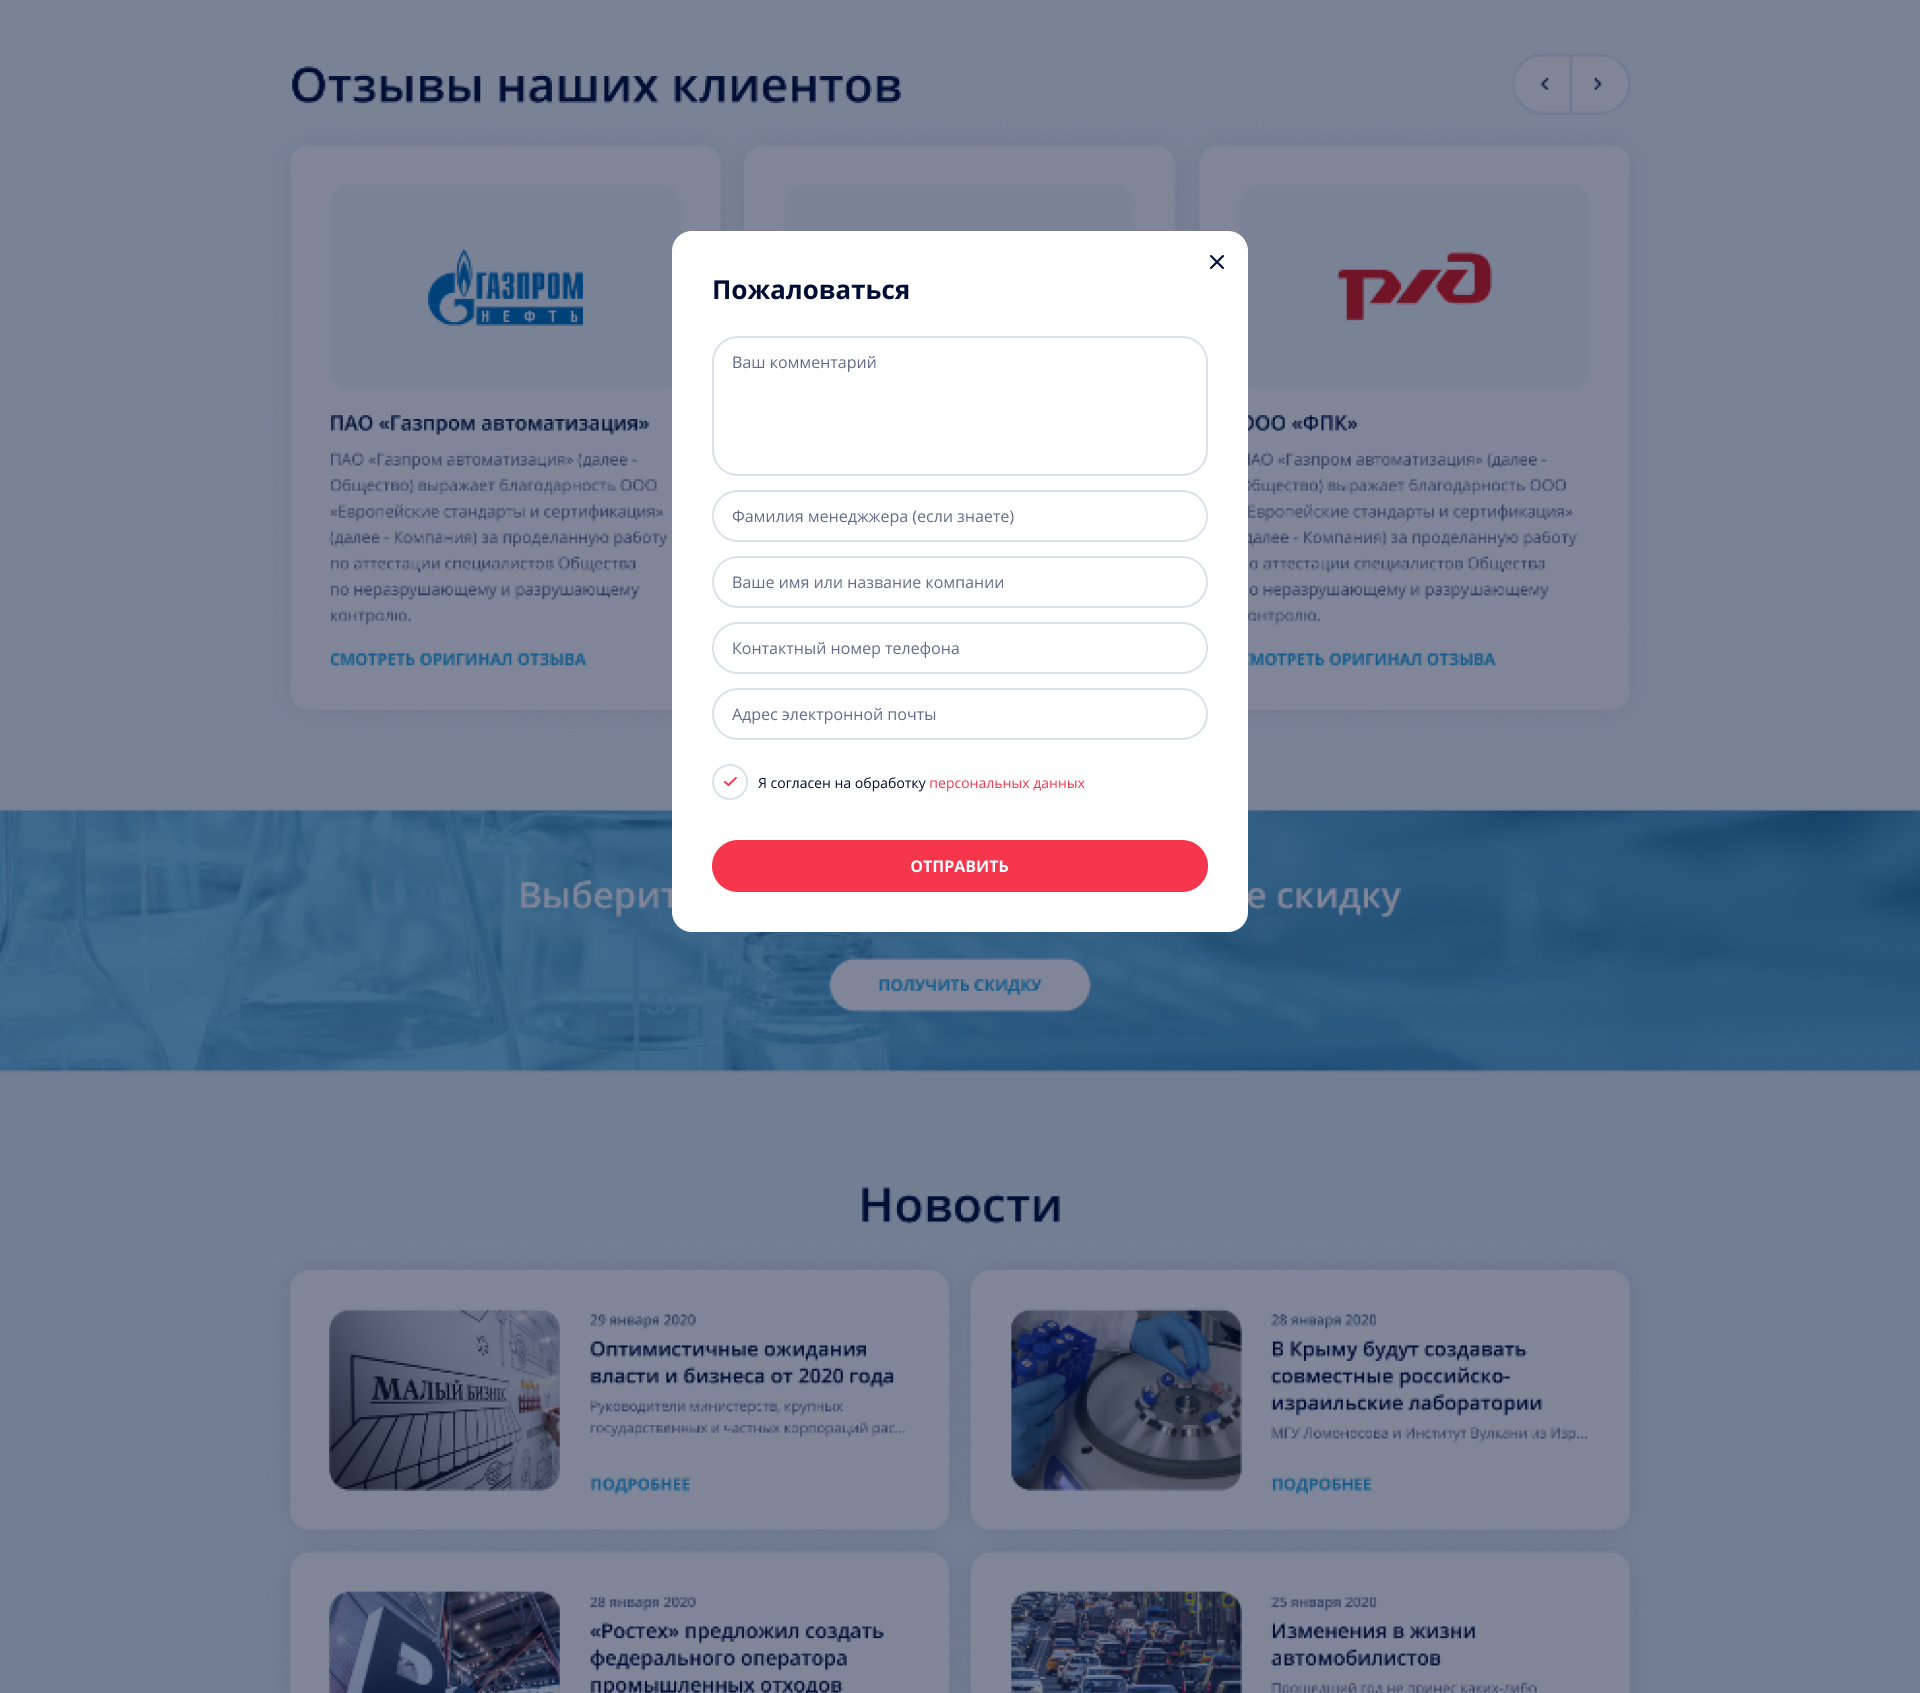 Отзывы наших клиентов
ГАЗПРОМ
НЕФТЬ
ПАО «Газпром автоматизация»
ПАО «Газпром автоматизация» (далее -
Общество) выражает благодарность ООО
«Европейские стандарты и сертификация»
(далее - Компания) за проделанную работу
по аттестации специалистов Общества
по неразрушающему и разрушающему
контролю.
СМОТРЕТЬ ОРИГИНАЛ ОТЗЫВА
Пожаловаться
Ваш комментарий
Фамилия менеджжера (если знаете)
Ваше имя или название компании
Контактный номер телефона
Адрес электронной почты
Я согласен на обработку персональных данных
ОТПРАВИТЬ
ржд
ООО «ФПК»
ПАО «Газпром автоматизация» (далее -
Общество) выражает благодарность ООО
Европейские стандарты и сертификация»
далее - Компания) за проделанную работу
о аттестации специалистов Общества
о неразрушающему и разрушающему
контролю.
СМОТРЕТЬ ОРИГИНАЛ ОТЗЫВА
Выберит е скидку
ПОЛУЧИТЬ СКИДКУ
Новости
МАЛЫЙ БИЗНЕС
29 января 2020
Оптимистичные ожидания
власти и бизнеса от 2020 года
Руководители министерств, крупных
государственных и частных корпораций рас...
ПОДРОБНЕЕ
28 января 2020
В Крыму будут создавать
совместные российско-
израильские лаборатории
МГУ Ломоносова и Институт Вулкани из Изр...
ПОДРОБНЕЕ
28 января 2020
«Ростех» предложил создать
федерального оператора
промышленных отходов
25 января 2020
Изменения в жизни
автомобилистов
Прошедший год не принес каких-либо